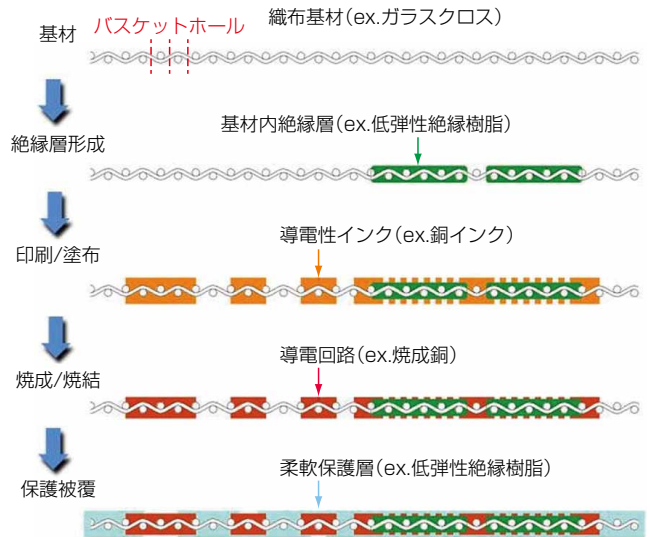 織布基材(ex.ガラスクロス)
バスケットホール
基材
基材内絶縁層(ex.低弾性絶縁樹脂)
絶縁層形成
導電性インク(ex.銅インク)
印刷/塗布
導電回路(ex.焼成銅)
焼成/焼結
柔軟保護層(ex.低弾性絶縁樹脂)
保護被覆